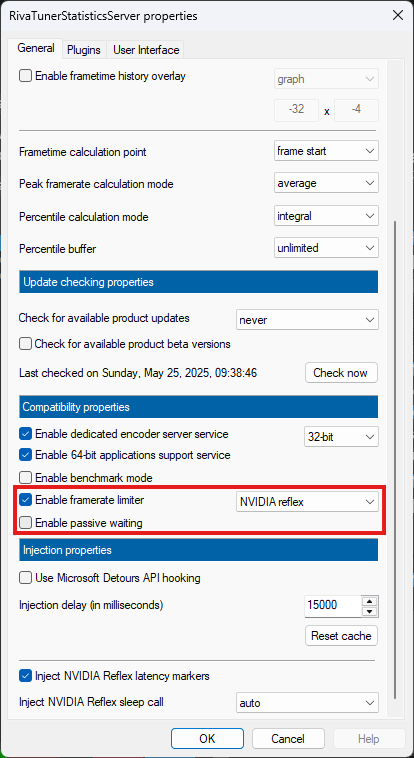 RivaTunerStatisticsServer properties
General Plugins User Interface
Enable frametime history overlay graph
-32 x -4
Frametime calculation point frame start
Peak framerate calculation mode average
Percentile calculation mode integral
Percentile buffer unlimited
Update checking properties
Check for available product updates never
Check for available product beta versions
Last checked on Sunday, May 25, 2025, 09:38:46 Check now
Compatibility properties
Enable dedicated encoder server service 32-bit
Enable 64-bit applications support service
Enable benchmark mode
Enable framerate limiter NVIDIA reflex
Enable passive waiting
Injection properties
Use Microsoft Detours API hooking
Injection delay (in milliseconds) 15000
Reset cache
Inject NVIDIA Reflex latency markers
Inject NVIDIA Reflex sleep call auto
OK Cancel Help